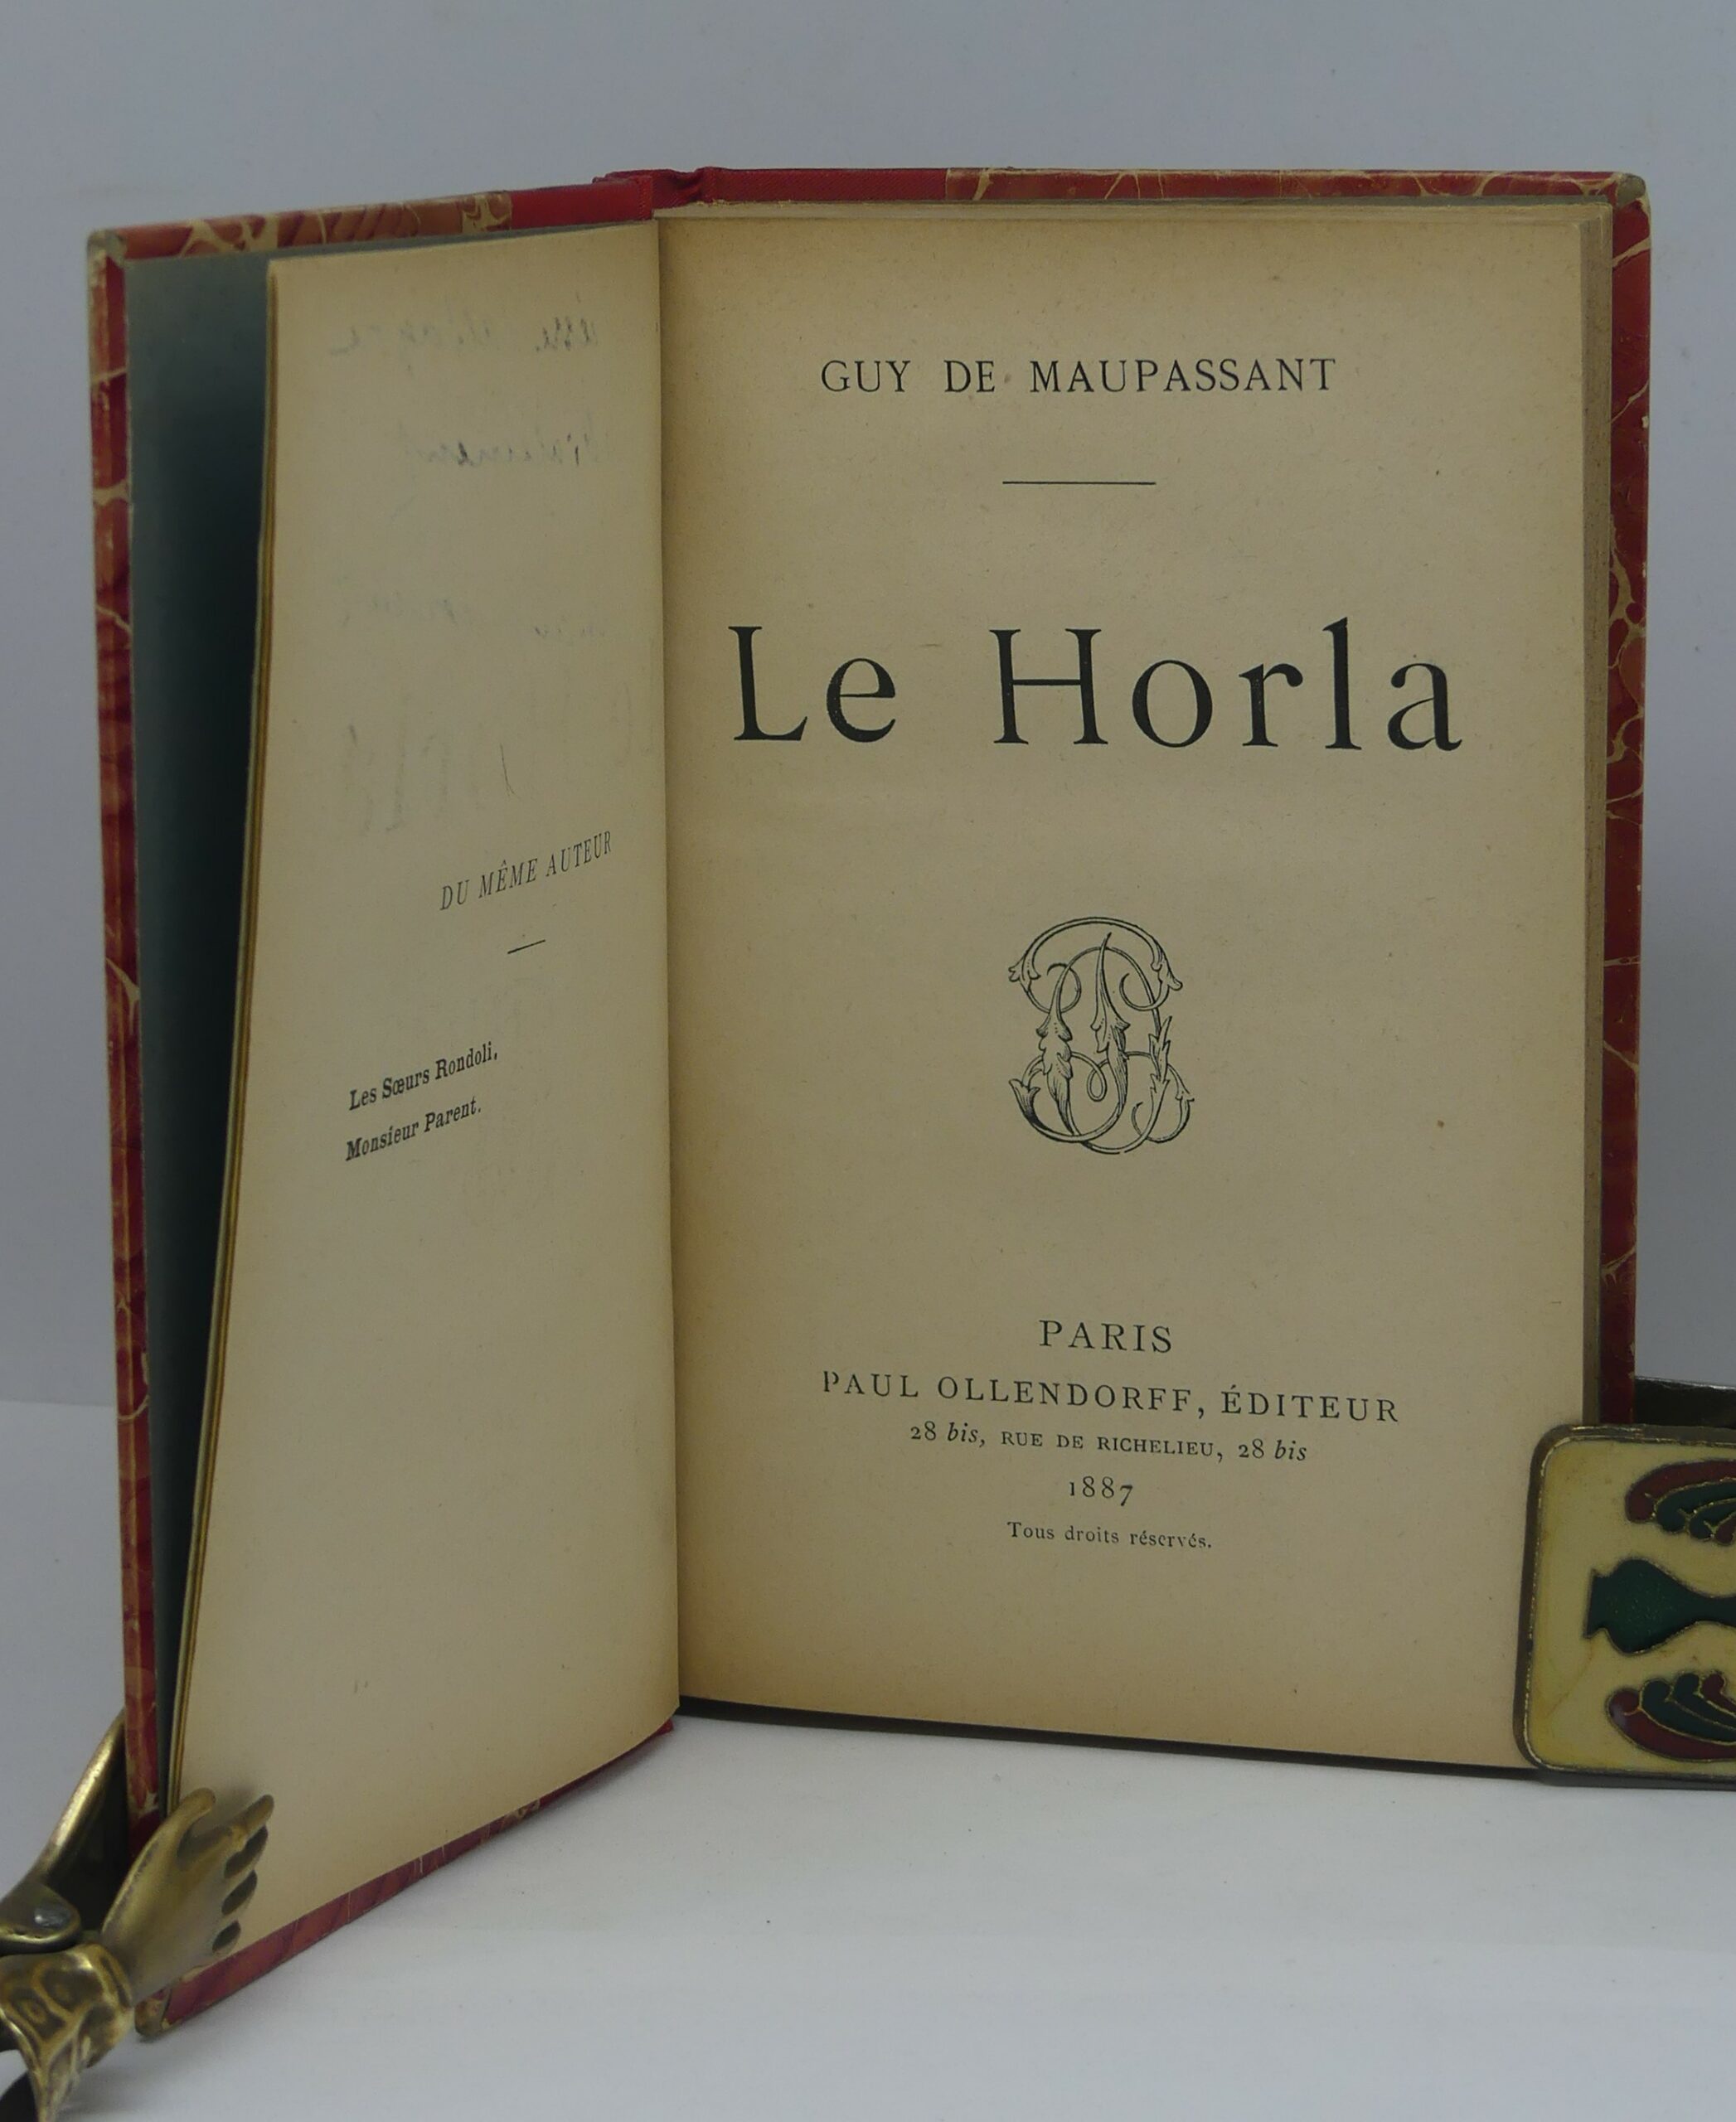 DU MÊME AUTEUR
Les Sœurs Rondoli,
Monsieur Parent.
GUY DE MAUPASSANT
Le Horla
PARIS
PAUL OLLENDORFF, ÉDITEUR
28 bis, RUE DE RICHELIEU, 28 bis
1887
Tous droits réservés.